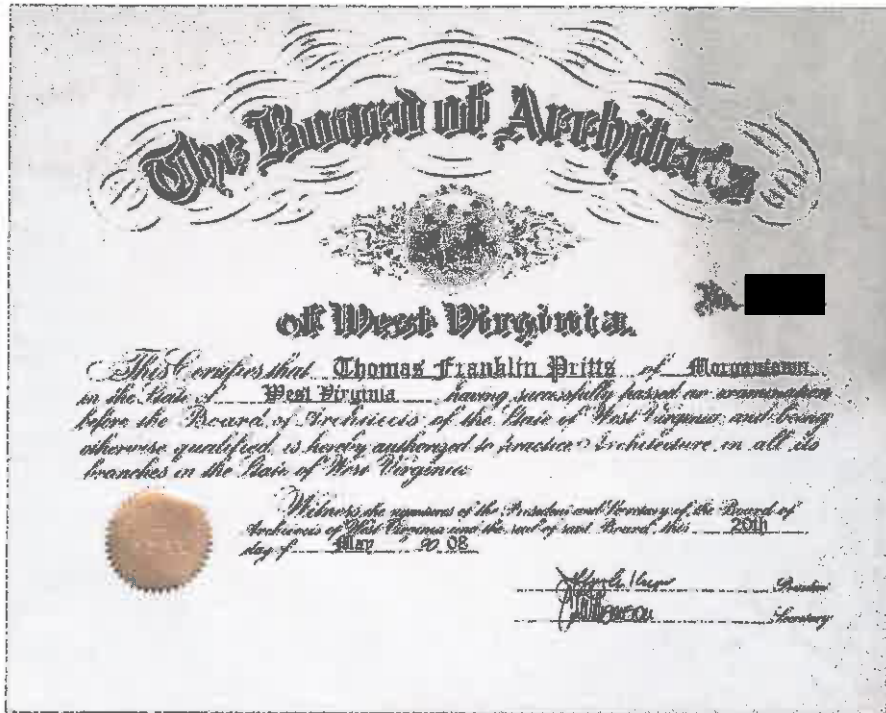 The Board of Architects
of West Virginia.
No.
This Certifies that Thomas Franklin Pritts of Morgantown
in the State of West Virginia having successfully passed an examination
before the Board of Architects of the State of West Virginia and being
otherwise qualified, is hereby authorized to practice Architecture in all its
branches in the State of West Virginia
Witness the signatures of the President and Secretary of the Board of
Architects of West Virginia and the seal of said Board, this 20th
day of May 20 08
President
Secretary